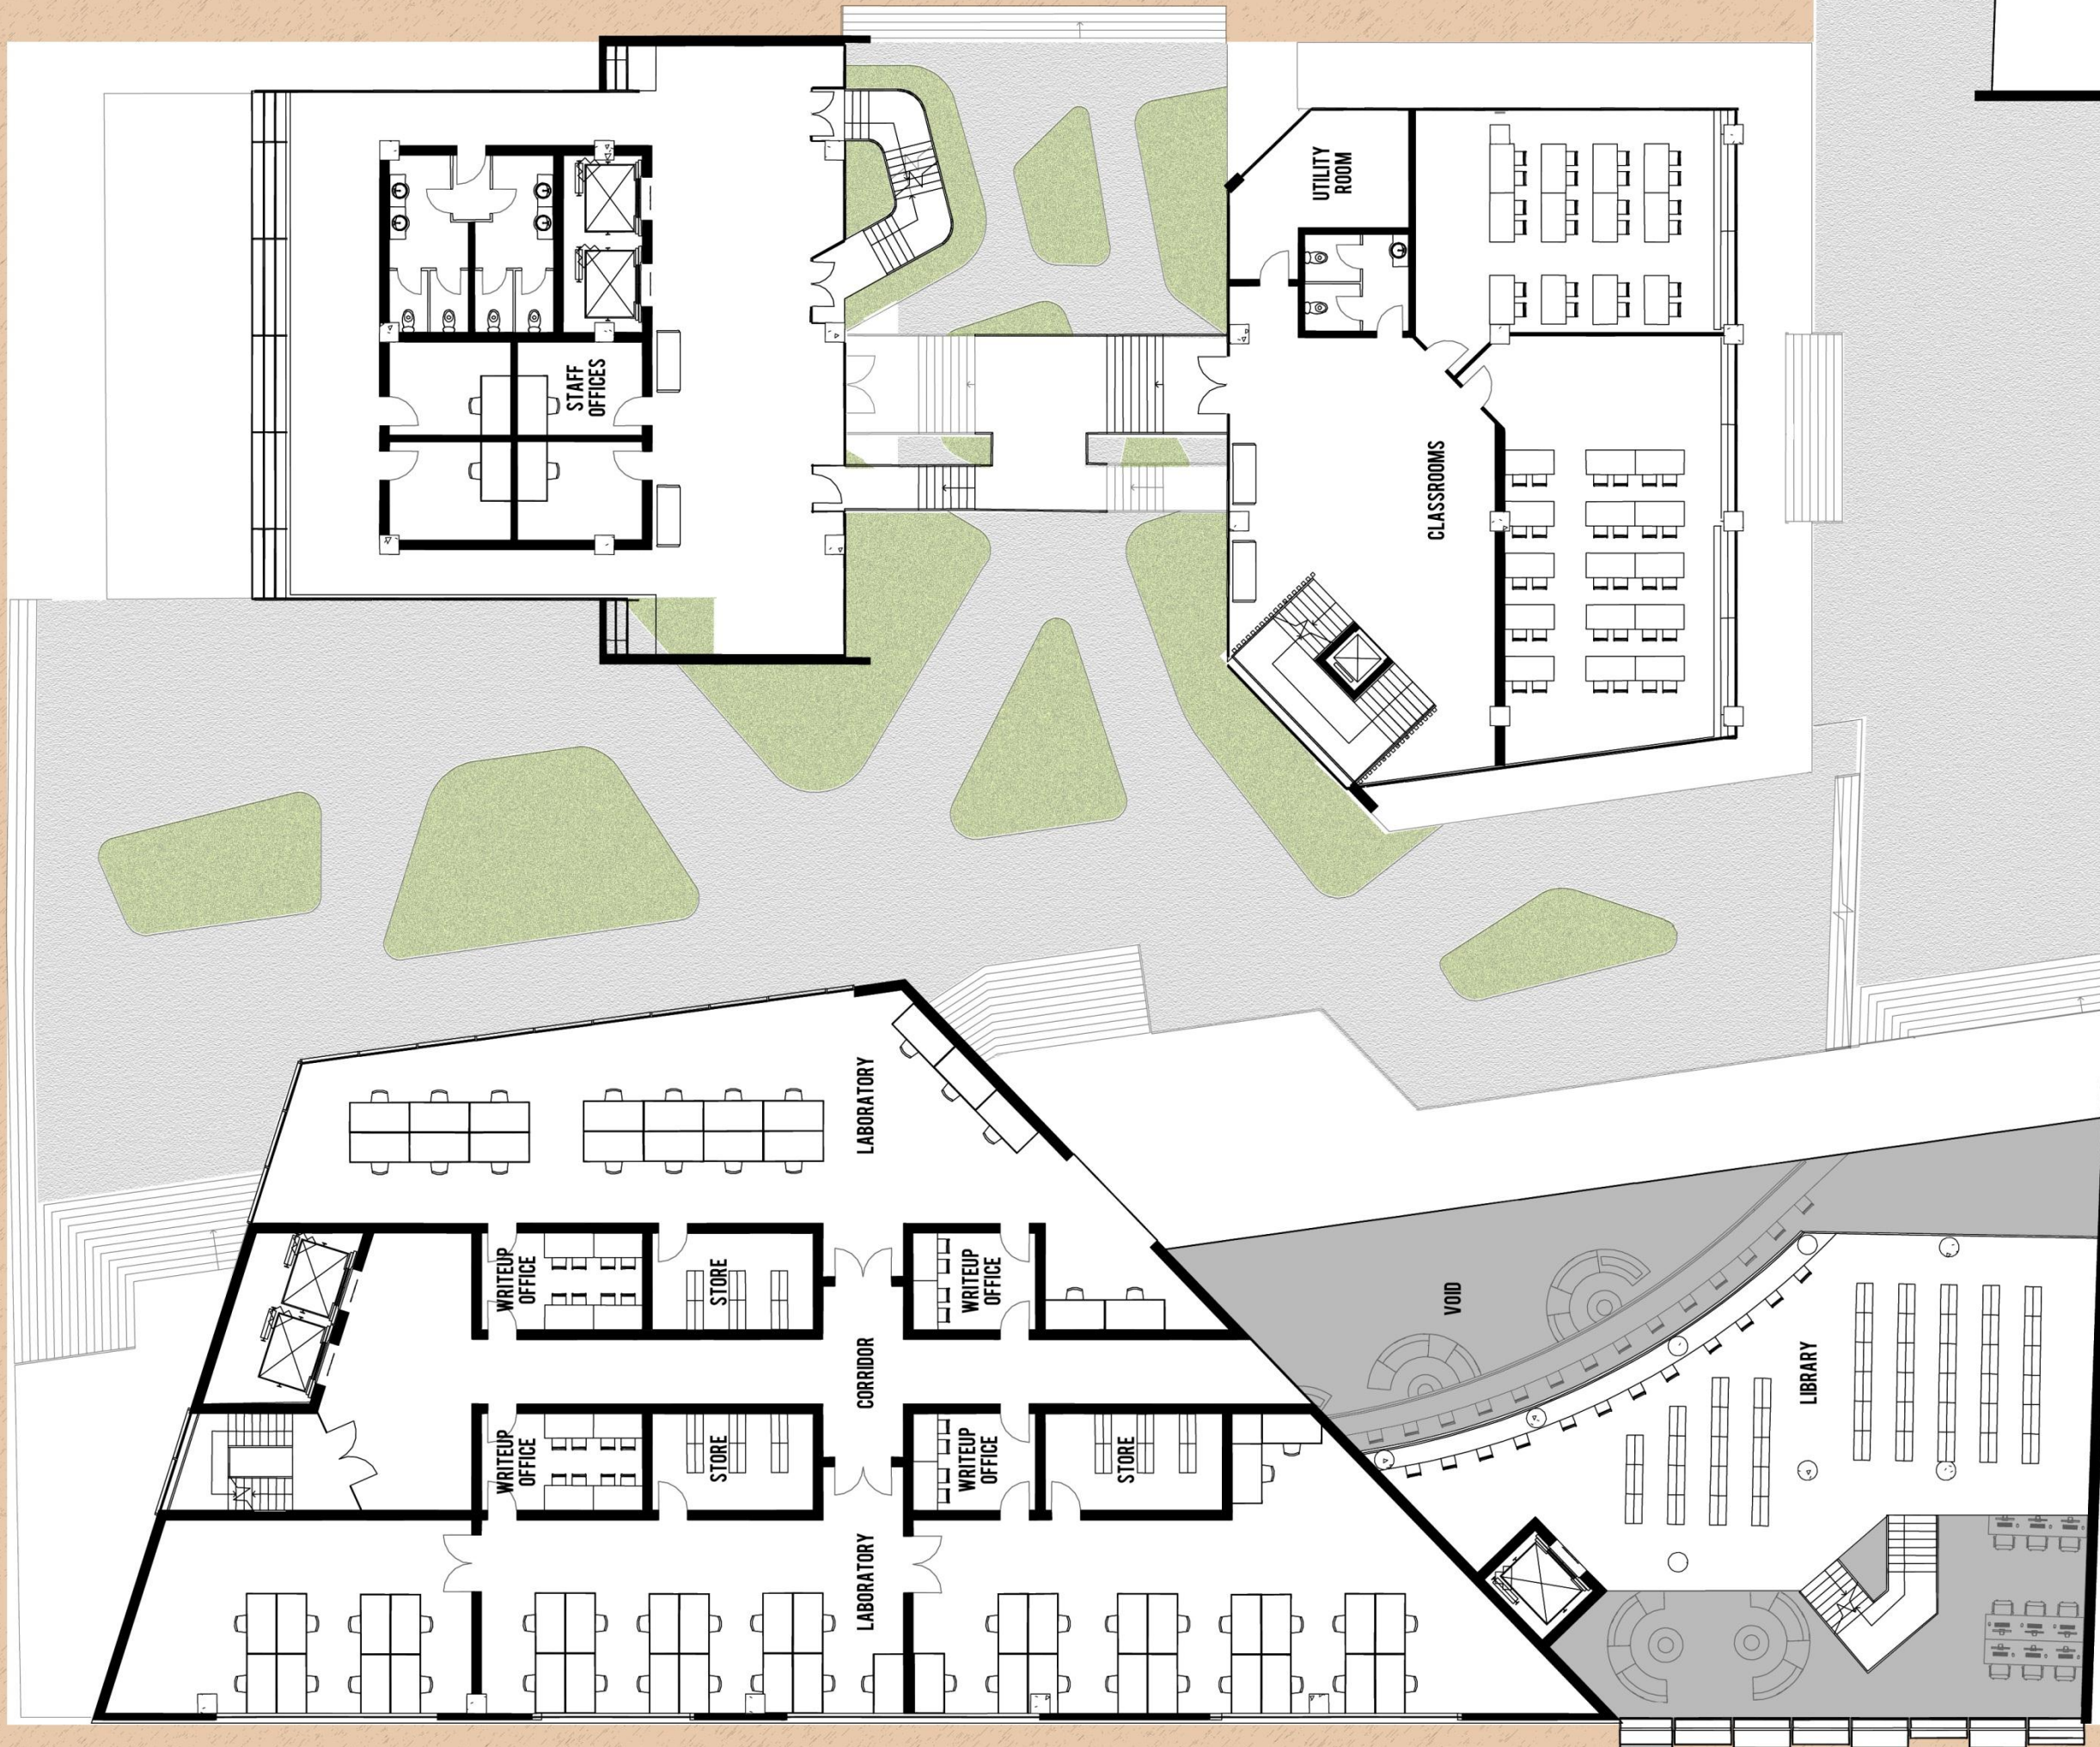 UTILITY
ROOM
STAFF
OFFICES
CLASSROOMS
LABORATORY
WRITEUP
OFFICE
STORE
WRITEUP
OFFICE
VOID
CORRIDOR
LIBRARY
WRITEUP
OFFICE
STORE
WRITEUP
OFFICE
STORE
LABORATORY